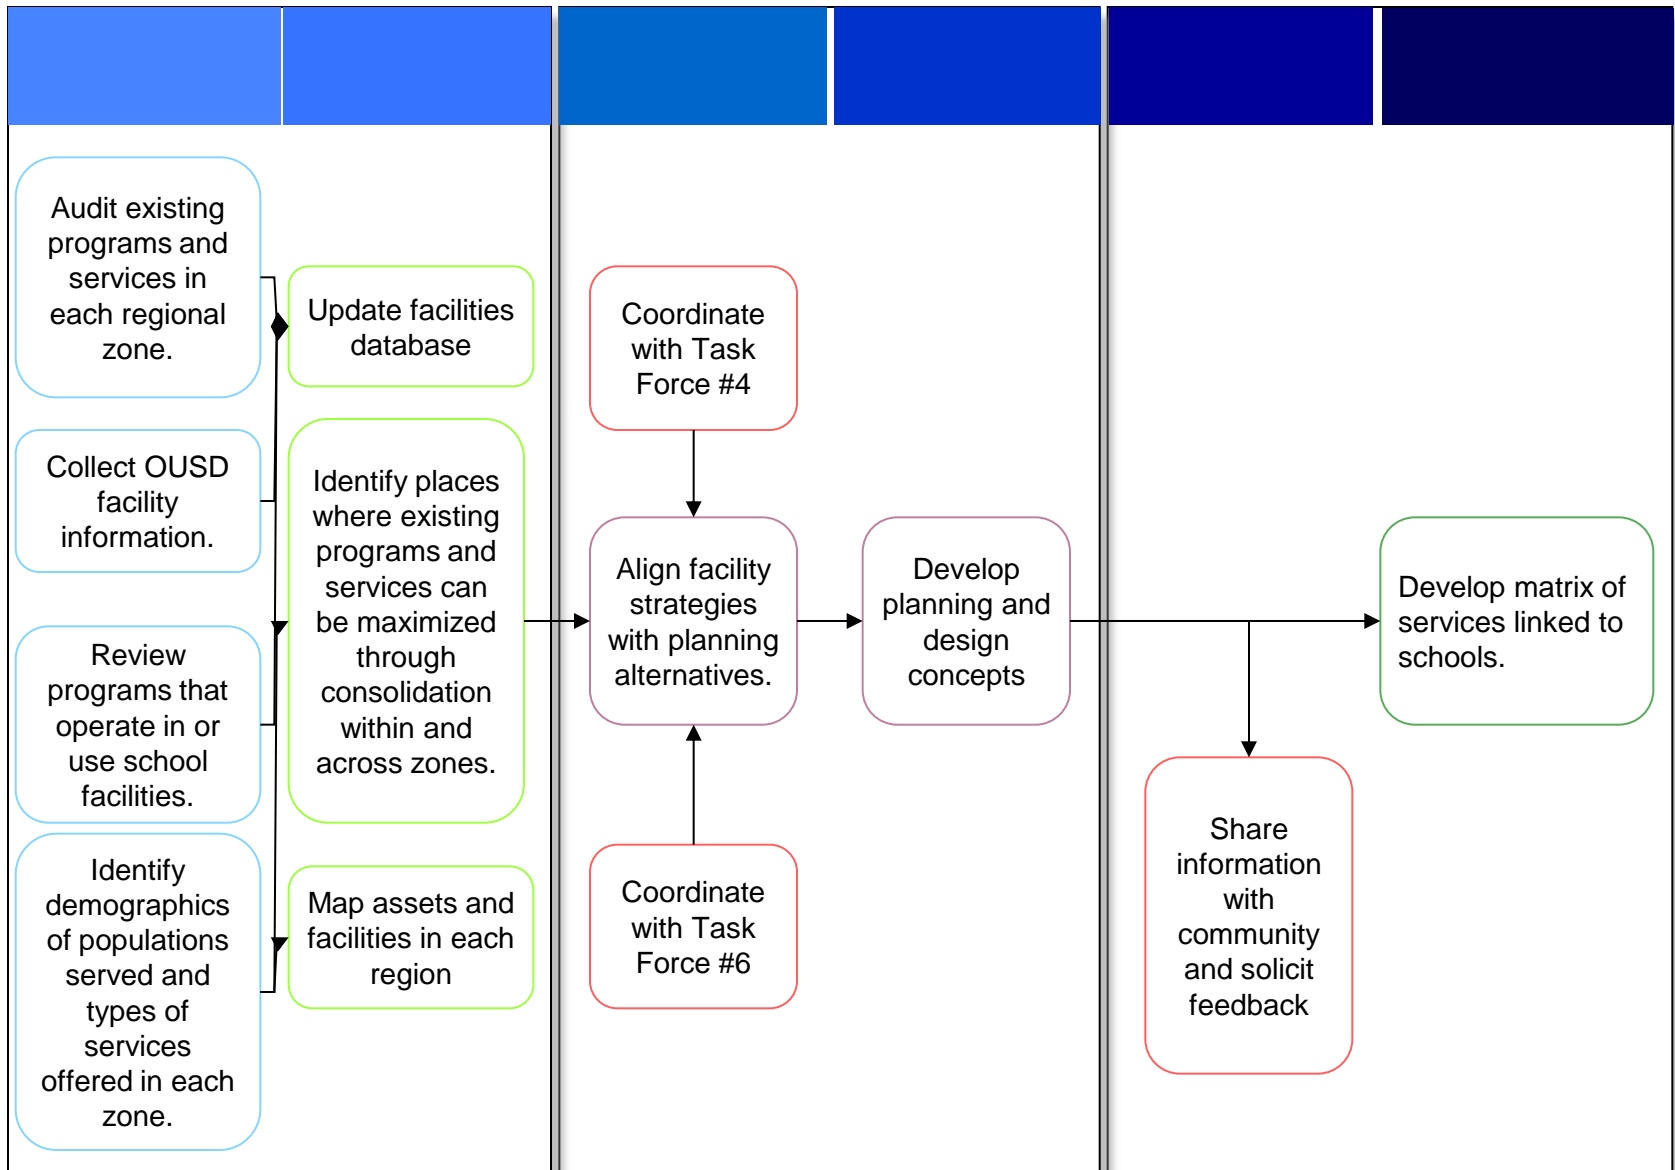 Audit existing
programs and
services in
each regional
zone.
Collect OUSD
facility
information.
Review
programs that
operate in or
use school
facilities.
Identify
demographics
of populations
served and
types of
services
offered in each
zone.
Update facilities
database
Identify places
where existing
programs and
services can
be maximized
through
consolidation
within and
across zones.
Map assets and
facilities in each
region
Coordinate
with Task
Force #4
Align facility
strategies
with planning
alternatives.
Coordinate
with Task
Force #6
Develop
planning and
design
concepts
Share
information
with
community
and solicit
feedback
Develop matrix of
services linked to
schools.